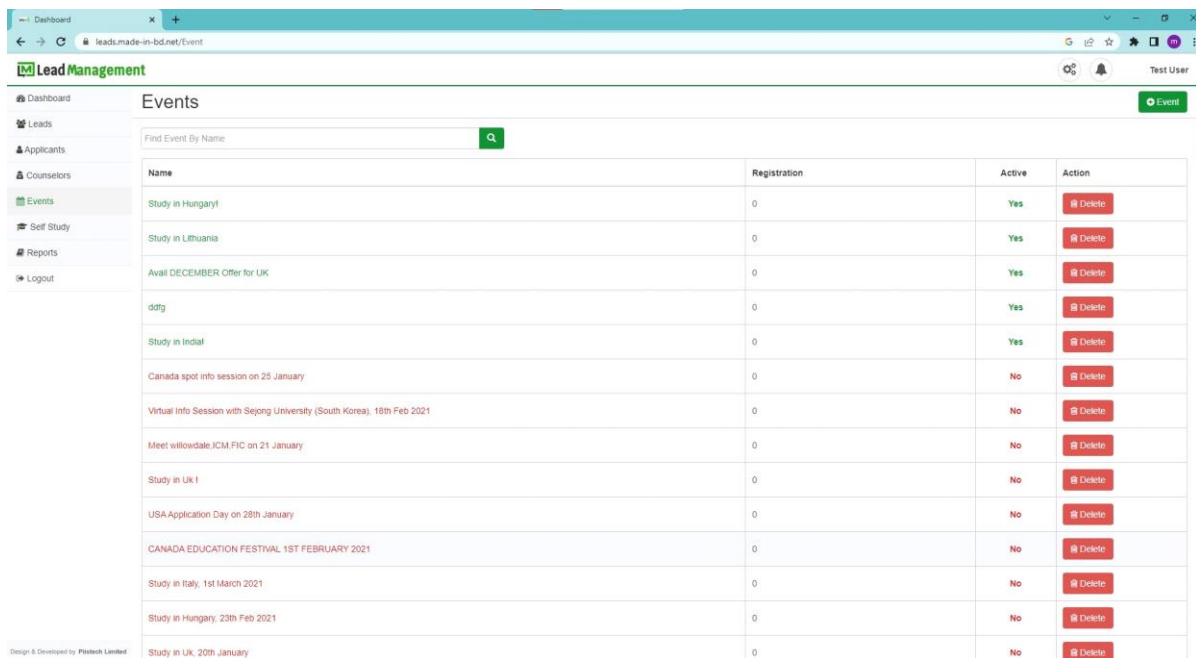 Dashboard
leads.made-in-bd.net/Event
G
m
LM Lead Management
Test User
Dashboard
Leads
Applicants
Counselors
Events
Self Study
Reports
Logout
Events
Event
Find Event By Name
Name Registration Active Action
Study in Hungary! 0 Yes Delete
Study in Lithuania 0 Yes Delete
Avail DECEMBER Offer for UK 0 Yes Delete
ddfg 0 Yes Delete
Study in India! 0 Yes Delete
Canada spot info session on 25 January 0 No Delete
Virtual Info Session with Sejong University (South Korea), 18th Feb 2021 0 No Delete
Meet willowdale,ICM,FIC on 21 January 0 No Delete
Study in Uk ! 0 No Delete
USA Application Day on 28th January 0 No Delete
CANADA EDUCATION FESTIVAL 1ST FEBRUARY 2021 0 No Delete
Study in Italy, 1st March 2021 0 No Delete
Study in Hungary, 23th Feb 2021 0 No Delete
Study in Uk, 20th January 0 No Delete
Design & Developed by Limited